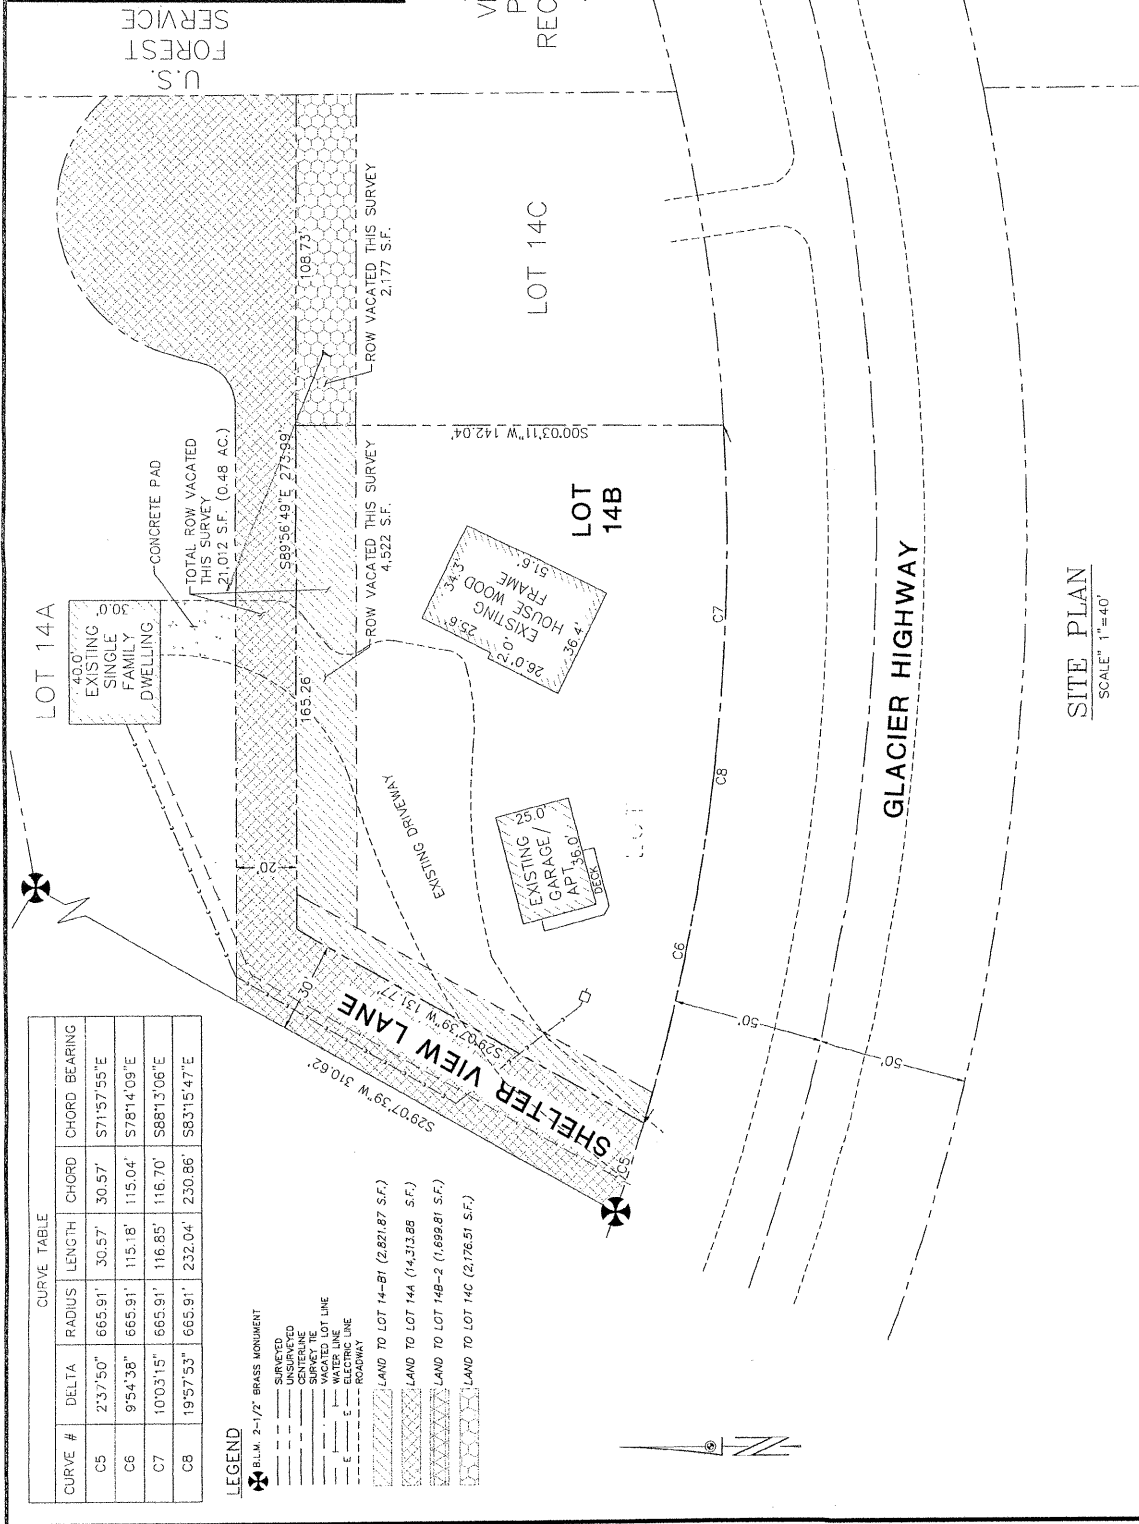 U.S.
FOREST
SERVICE
REC
LOT 14A
40.0'
30.0'
EXISTING
SINGLE
FAMILY
DWELLING
CONCRETE PAD
TOTAL ROW VACATED
THIS SURVEY
21,012 S.F. (0.48 AC.)
S89°56'49"E 273.99'
108.73'
165.26'
ROW VACATED THIS SURVEY
2,177 S.F.
ROW VACATED THIS SURVEY
4,522 S.F.
LOT 14C
S00°03'11"W 142.04'
LOT
14B
34.3'
51.6'
EXISTING
HOUSE WOOD
FRAME
25.6'
2.0'
26.0'
36.4'
20'
30'
EXISTING DRIVEWAY
25.0'
EXISTING
GARAGE/
APT
36.0'
DECK
LOT
SHELTER VIEW LANE
S29°07'39"W 131.77'
S29°07'39"W 310.62'
C5
C6
C8
C7
50'
50'
GLACIER HIGHWAY
SITE PLAN
SCALE" 1"=40'
CURVE TABLE
CURVE # DELTA RADIUS LENGTH CHORD CHORD BEARING
C5 2°37'50" 665.91' 30.57' 30.57' S71°57'55"E
C6 9°54'38" 665.91' 115.18' 115.04' S78°14'09"E
C7 10°03'15" 665.91' 116.85' 116.70' S88°13'06"E
C8 19°57'53" 665.91' 232.04' 230.86' S83°15'47"E
LEGEND
B.L.M. 2-1/2" BRASS MONUMENT
SURVEYED
UNSURVEYED
CENTERLINE
SURVEY TIE
VACATED LOT LINE
WATER LINE
E E ELECTRIC LINE
ROADWAY
LAND TO LOT 14-B1 (2,821.87 S.F.)
LAND TO LOT 14A (14,313.88 S.F.)
LAND TO LOT 14B-2 (1,699.81 S.F.)
LAND TO LOT 14C (2,176.51 S.F.)
N